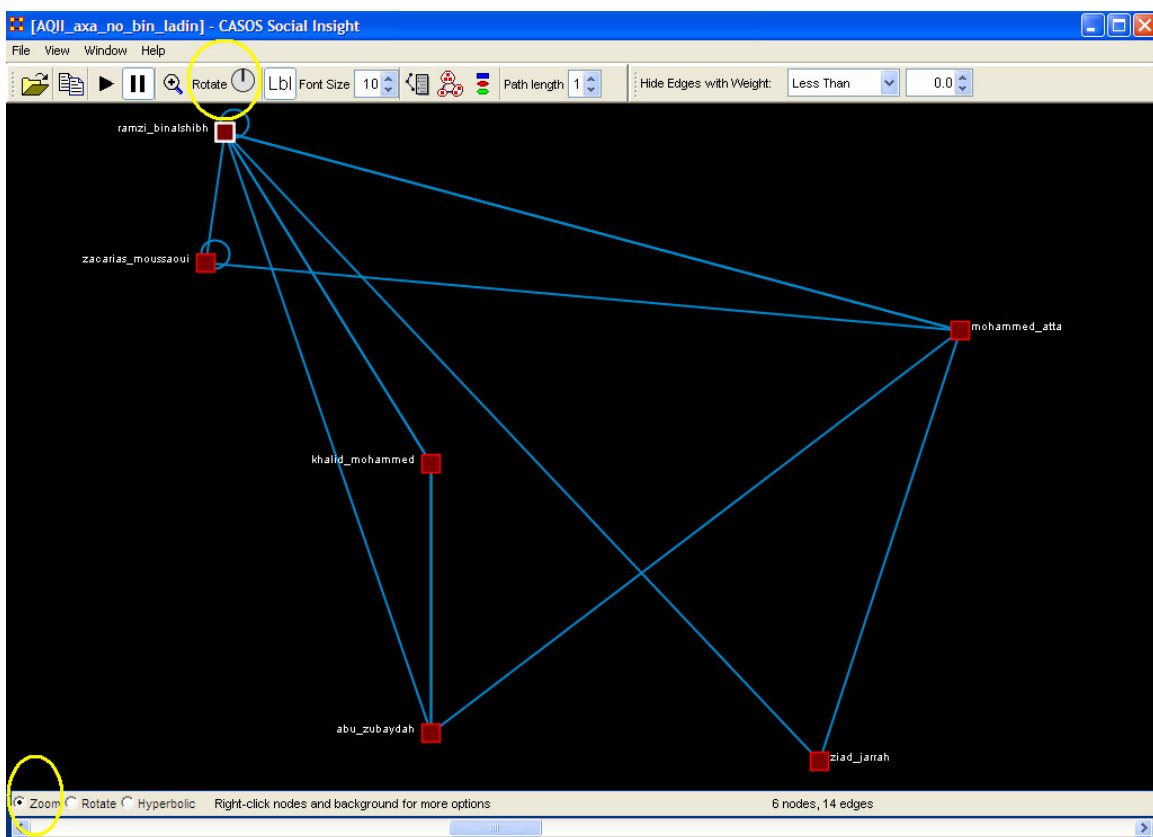 [AQII_axa_no_bin_ladin] - CASOS Social Insight
File View Window Help
Rotate Lbl Font Size 10 Path length 1 Hide Edges with Weight: Less Than 0.0
ramzi_binalshibh
zacarias_moussaoui
mohammed_atta
khalid_mohammed
abu_zubaydah
ziad_jarrah
Zoom Rotate Hyperbolic Right-click nodes and background for more options 6 nodes, 14 edges